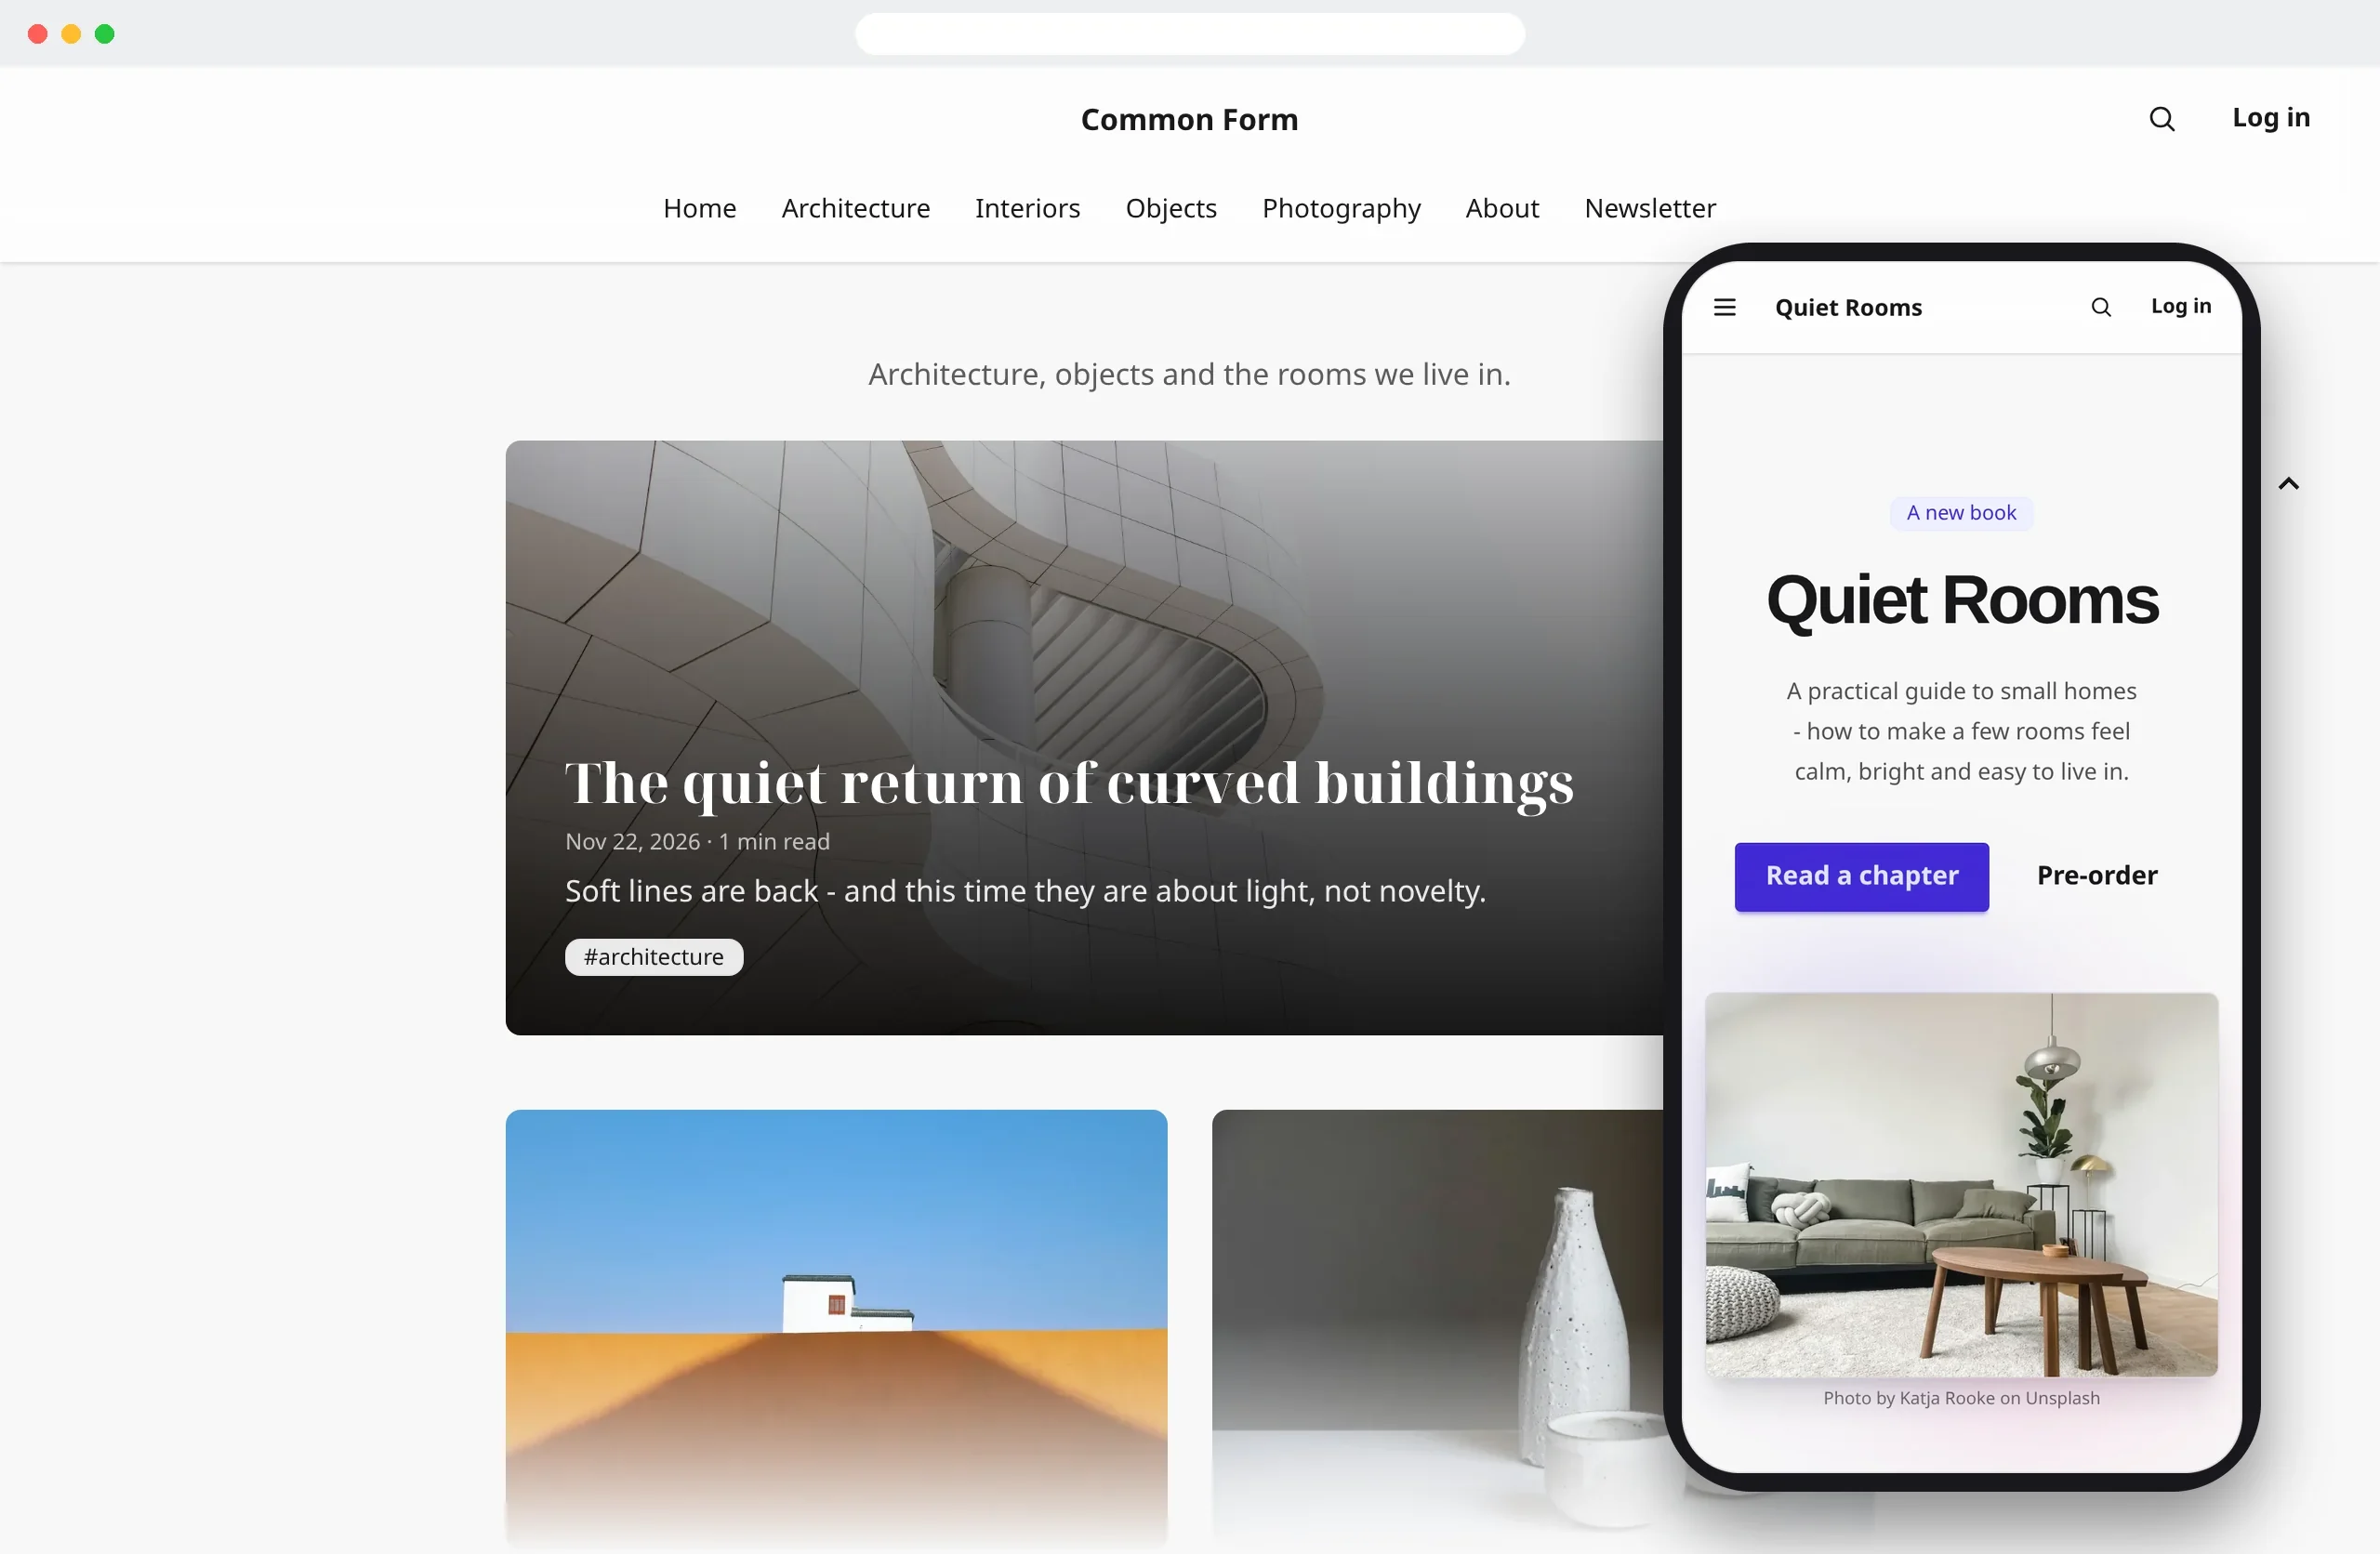 Common Form
Log in
Home Architecture Interiors Objects Photography About Newsletter
Architecture, objects and the rooms we live in.
The quiet return of curved buildings
Nov 22, 2026 · 1 min read
Soft lines are back - and this time they are about light, not novelty.
#architecture
Quiet Rooms
Log in
A new book
Quiet Rooms
A practical guide to small homes
- how to make a few rooms feel
calm, bright and easy to live in.
Read a chapter
Pre-order
Photo by Katja Rooke on Unsplash